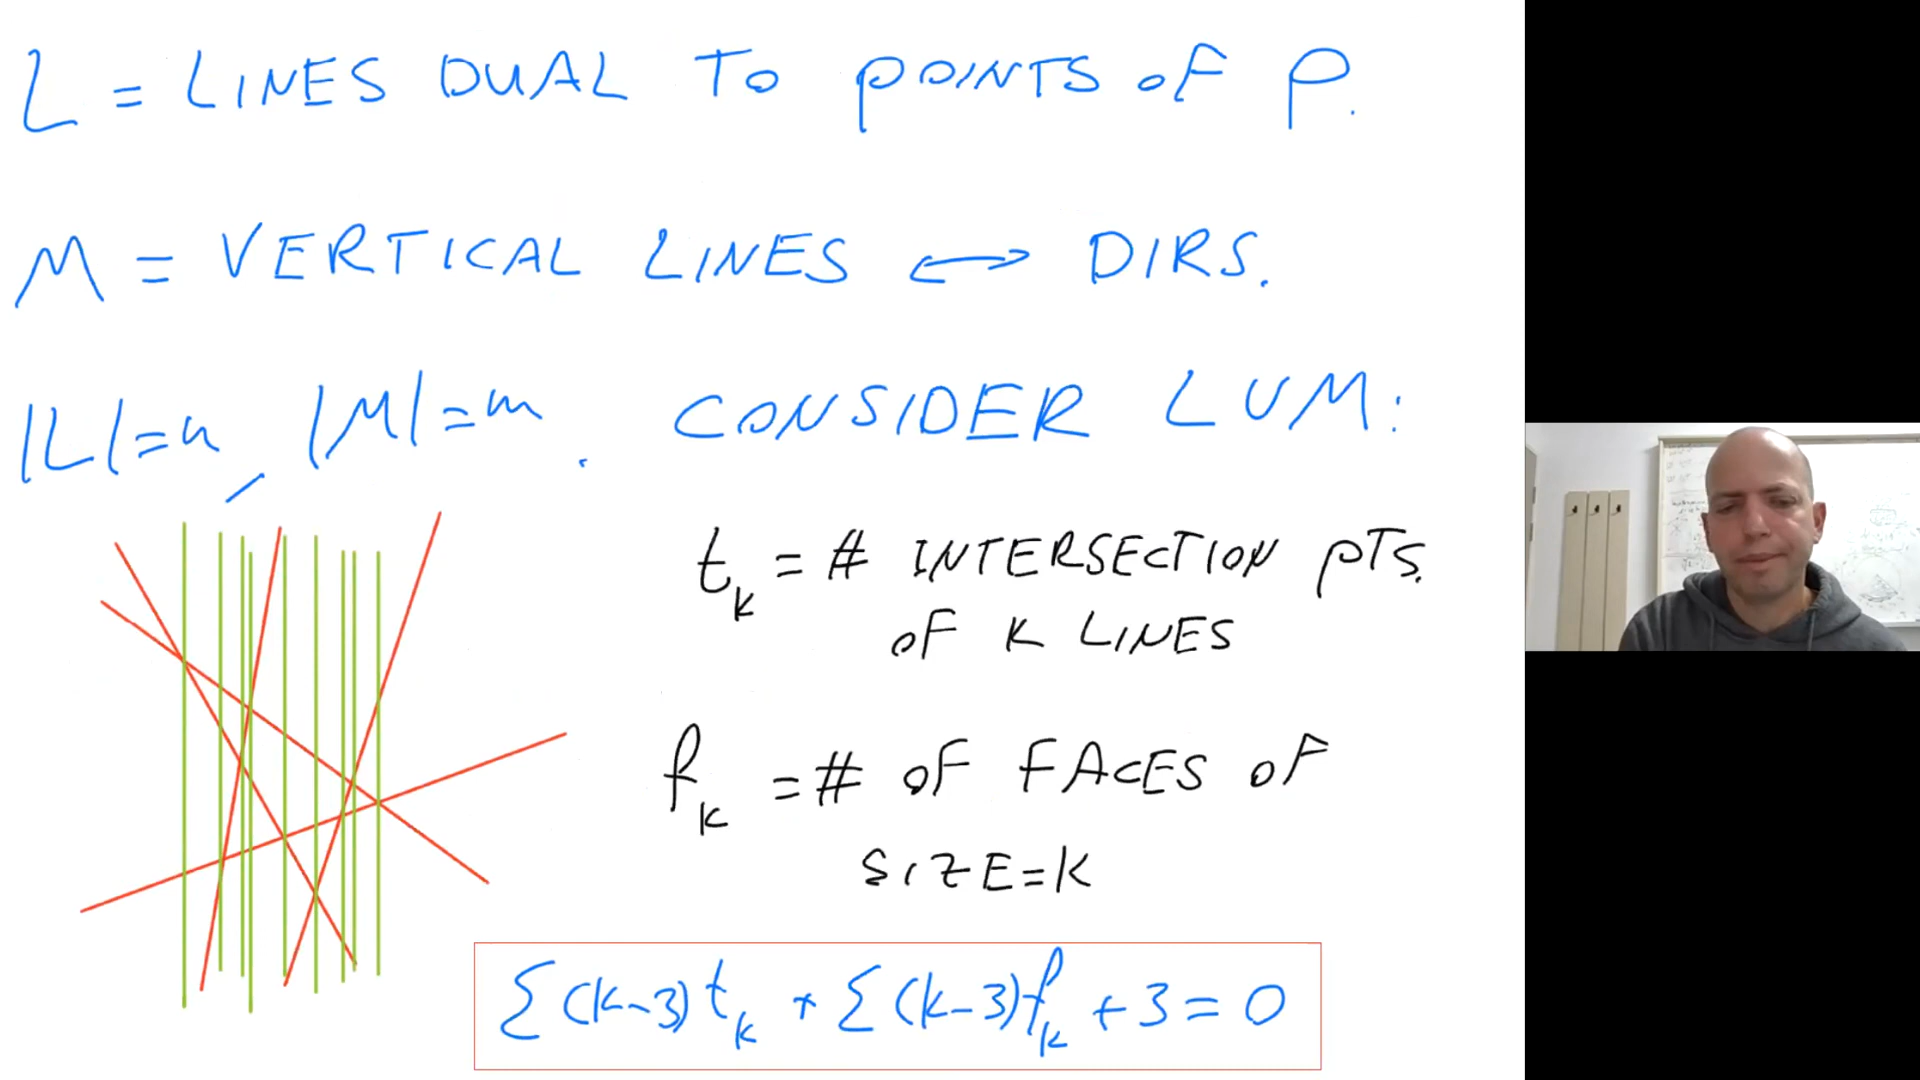 L = LINES DUAL TO POINTS OF P.
M = VERTICAL LINES ↔ DIRS.
|L|=n, |M|=m. CONSIDER L∪M:
t_k = # INTERSECTION PTS.
OF K LINES
f_k = # OF FACES OF
SIZE=K
Σ(k-3)t_k + Σ(k-3)f_k + 3 = 0